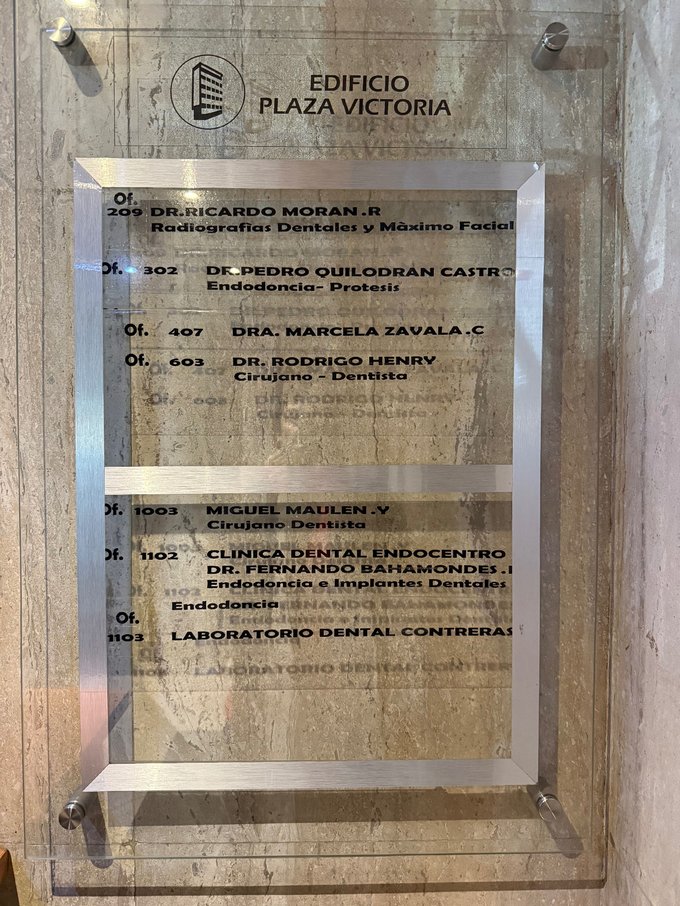 EDIFICIO
PLAZA VICTORIA
Of.
209 DR.RICARDO MORAN .R
Radiografias Dentales y Màximo Facial
Of. 302 DR.PEDRO QUILODRÁN CASTRO
Endodoncia- Protesis
Of. 407 DRA. MARCELA ZAVALA .C
Of. 603 DR. RODRIGO HENRY
Cirujano - Dentista
Of. 1003 MIGUEL MAULEN .Y
Cirujano Dentista
Of. 1102 CLINICA DENTAL ENDOCENTRO
DR. FERNANDO BAHAMONDES .
Endodoncia e Implantes Dentales
Endodoncia
Of.
1103 LABORATORIO DENTAL CONTRERAS